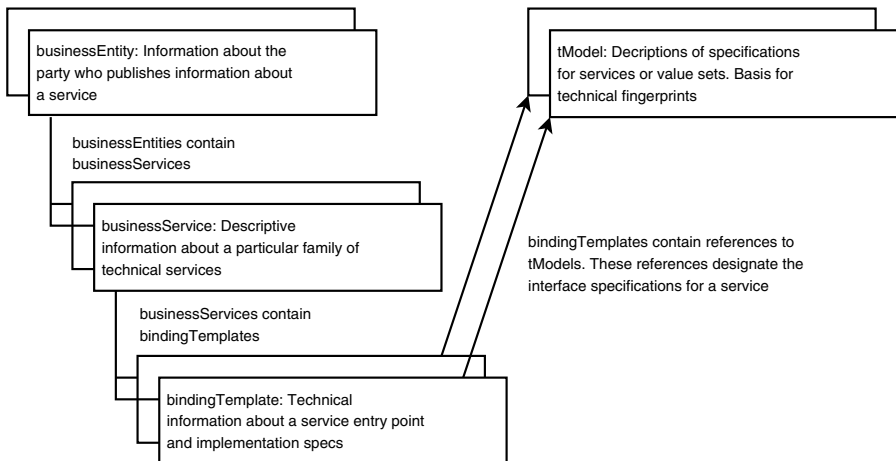 businessEntity: Information about the
party who publishes information about
a service
tModel: Decriptions of specifications
for services or value sets. Basis for
technical fingerprints
businessEntities contain
businessServices
businessService: Descriptive
information about a particular family of
technical services
bindingTemplates contain references to
tModels. These references designate the
interface specifications for a service
businessServices contain
bindingTemplates
bindingTemplate: Technical
information about a service entry point
and implementation specs